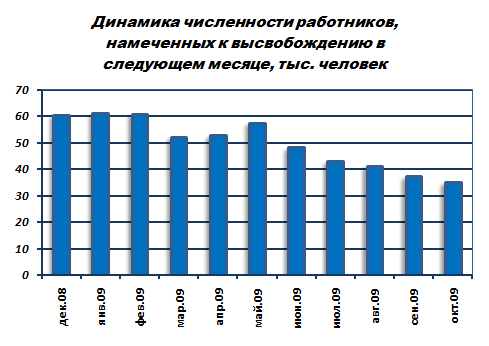 Динамика численности работников,
намеченных к высвобождению в
следующем месяце, тыс. человек
70
60
50
40
30
20
10
0
дек.08
янв.09
фев.09
мар.09
апр.09
май.09
июн.09
июл.09
авг.09
сен.09
окт.09